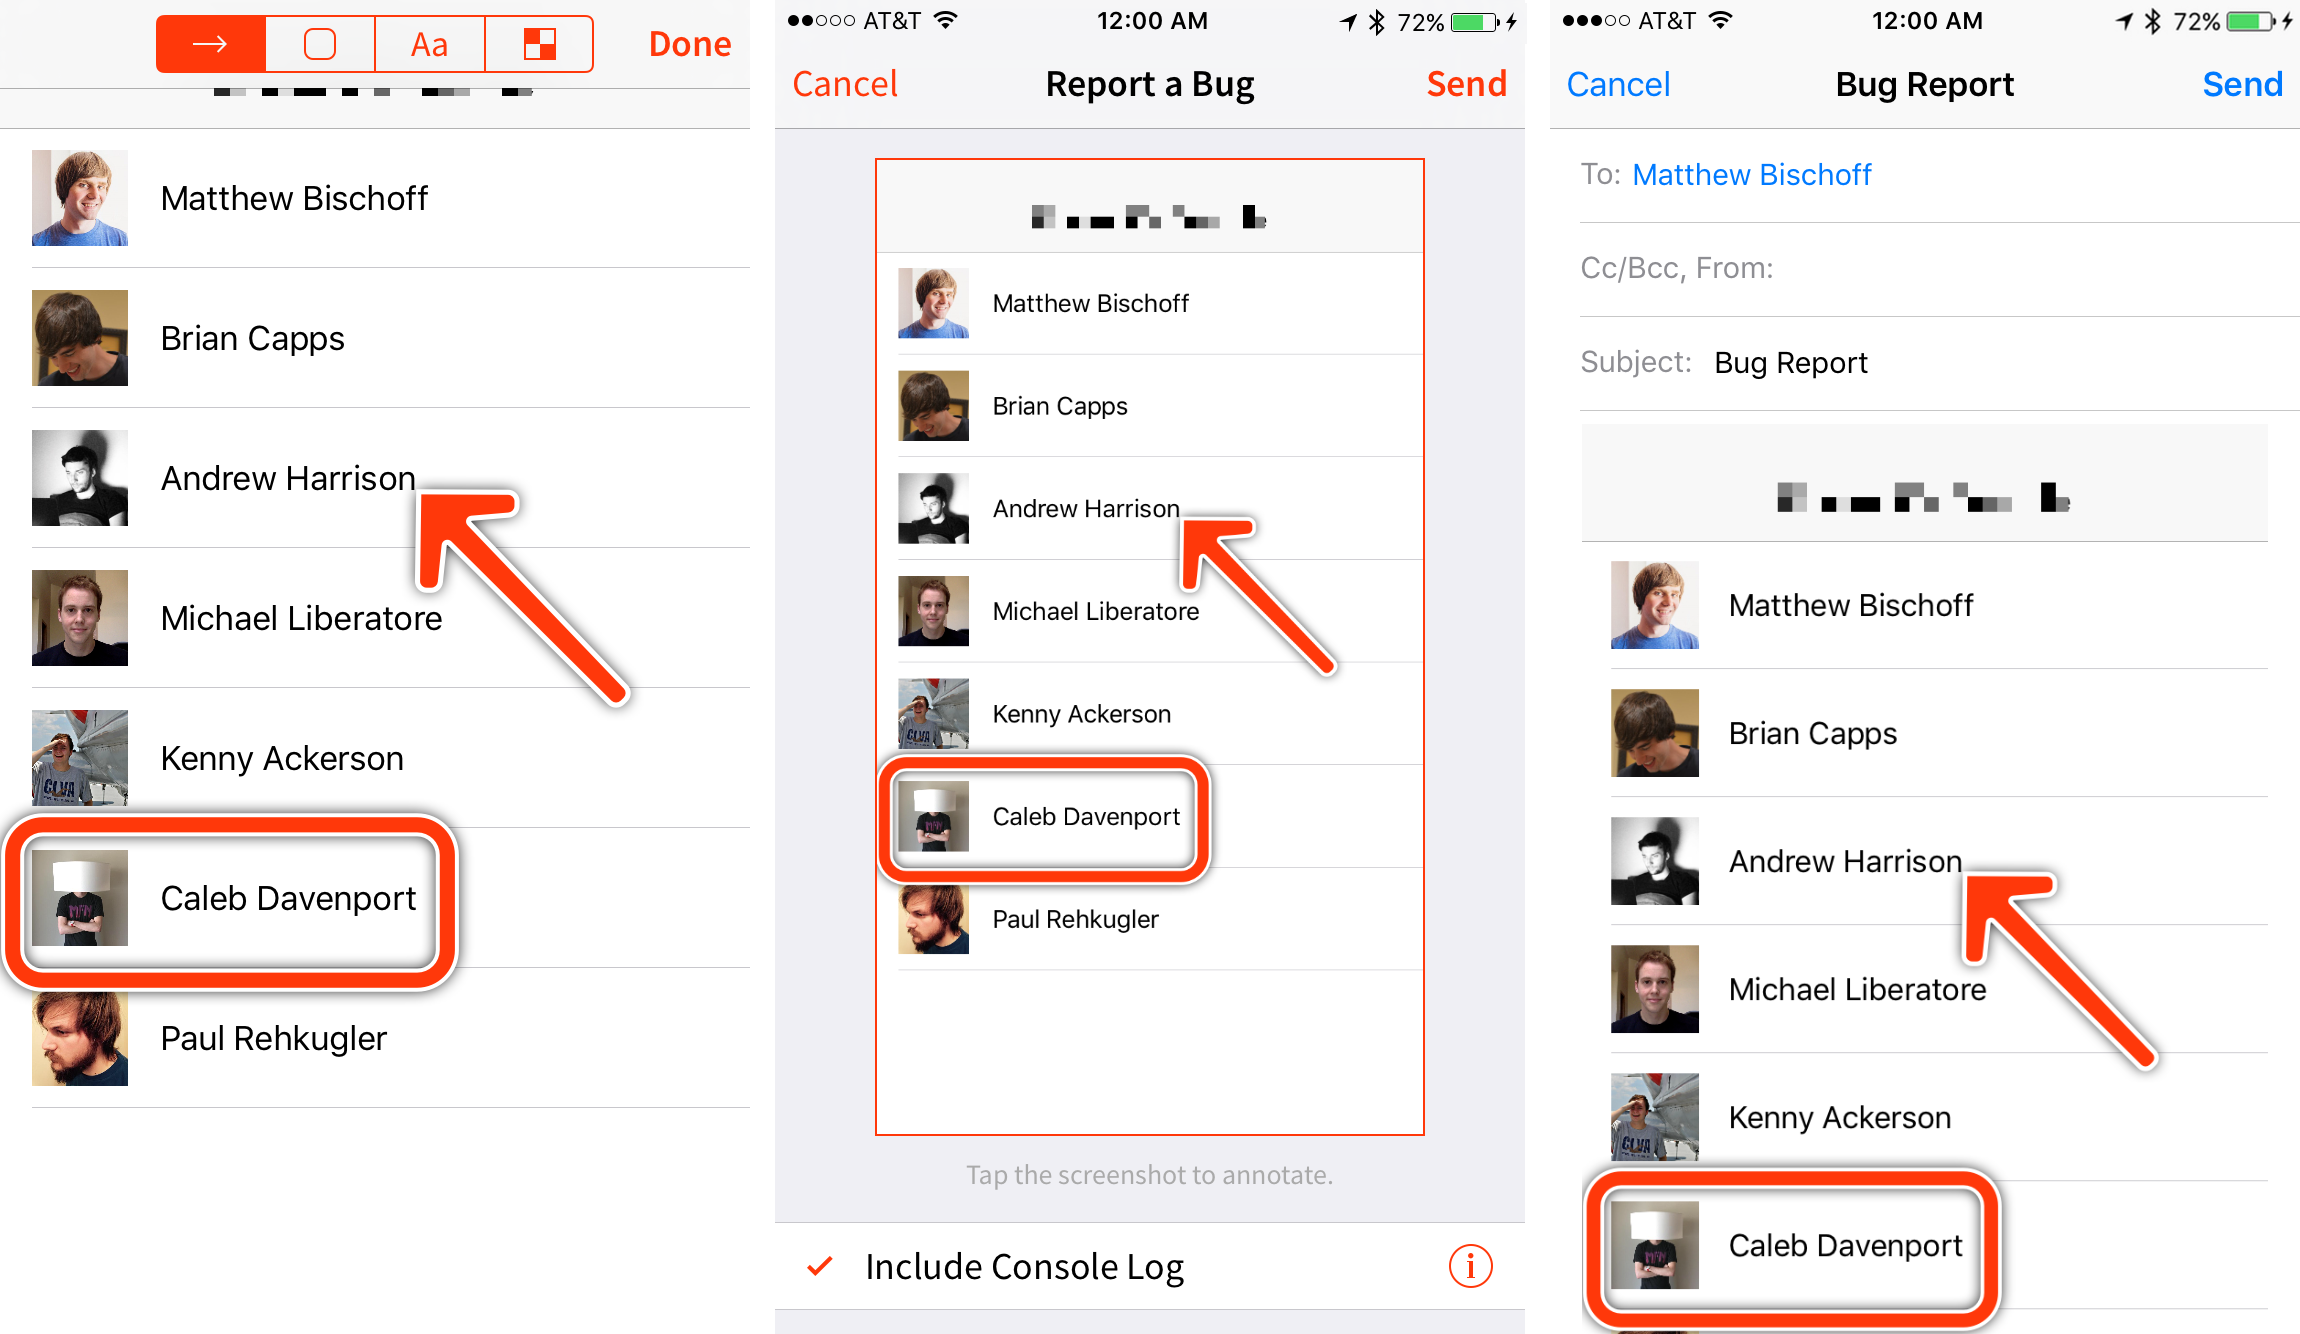 Aa
Done
Matthew Bischoff
Brian Capps
Andrew Harrison
Michael Liberatore
Kenny Ackerson
Caleb Davenport
Paul Rehkugler
AT&T 12:00 AM 72%
Cancel Report a Bug Send
Matthew Bischoff
Brian Capps
Andrew Harrison
Michael Liberatore
Kenny Ackerson
Caleb Davenport
Paul Rehkugler
Tap the screenshot to annotate.
Include Console Log i
AT&T 12:00 AM 72%
Cancel Bug Report Send
To: Matthew Bischoff
Cc/Bcc, From:
Subject: Bug Report
Matthew Bischoff
Brian Capps
Andrew Harrison
Michael Liberatore
Kenny Ackerson
Caleb Davenport